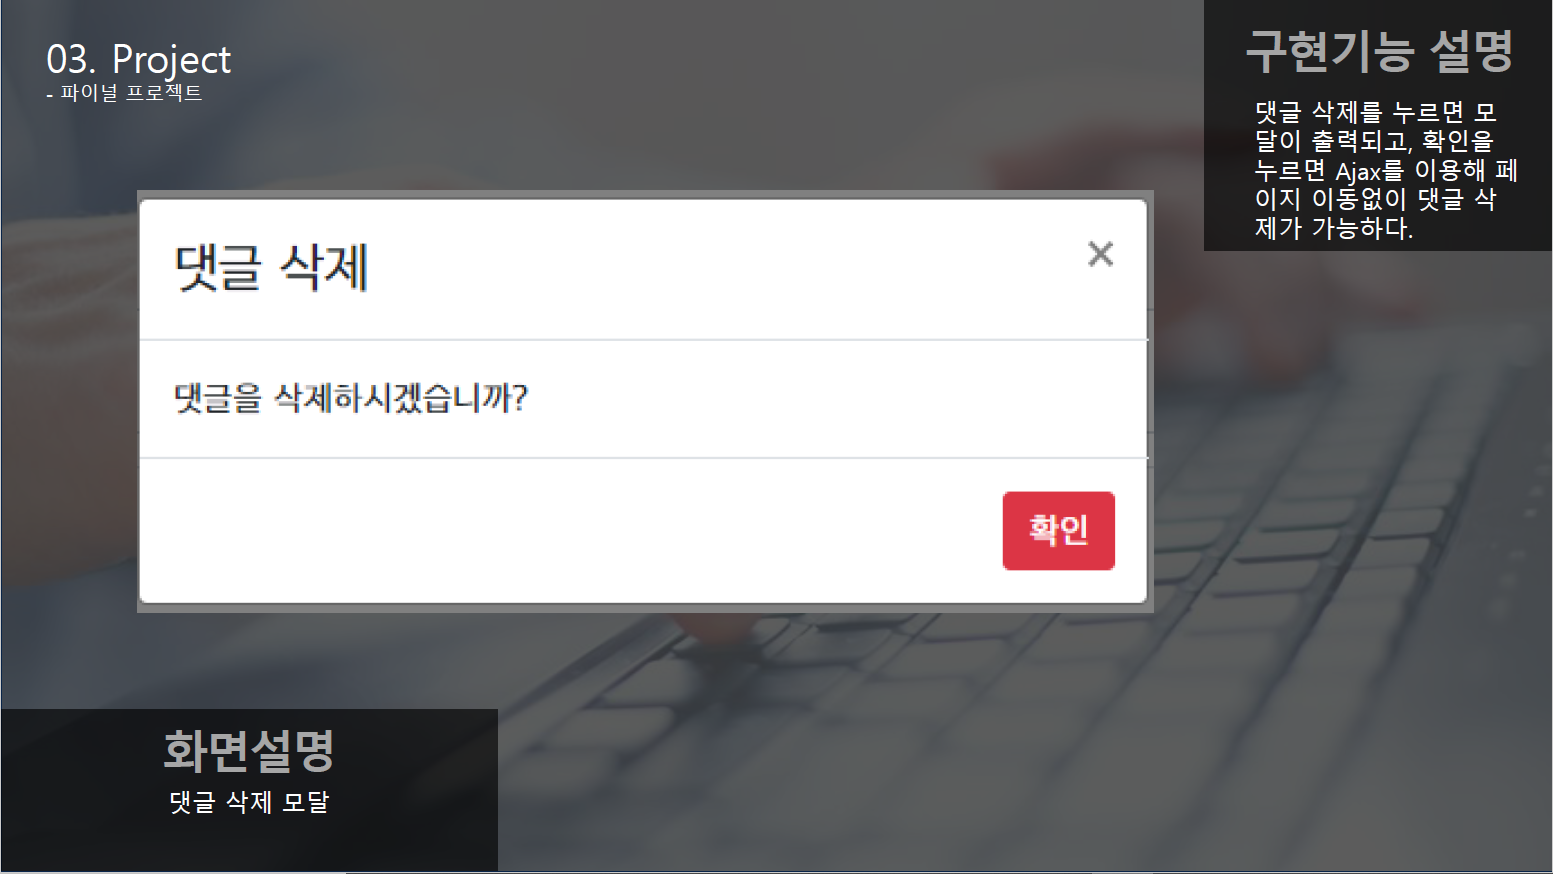 03. Project
- 파이널 프로젝트
구현기능 설명
댓글 삭제를 누르면 모
달이 출력되고, 확인을
누르면 Ajax를 이용해 페
이지 이동없이 댓글 삭
제가 가능하다.
댓글 삭제
×
댓글을 삭제하시겠습니까?
확인
화면설명
댓글 삭제 모달